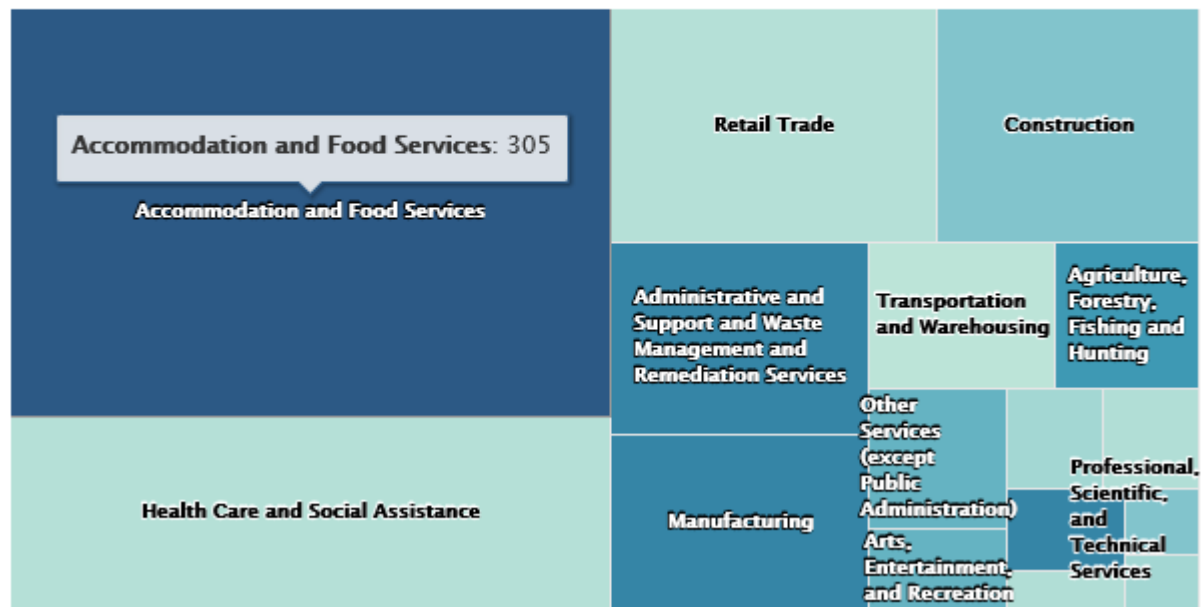 Accommodation and Food Services: 305
Accommodation and Food Services
Health Care and Social Assistance
Retail Trade
Construction
Administrative and
Support and Waste
Management and
Remediation Services
Transportation
and Warehousing
Agriculture,
Forestry,
Fishing and
Hunting
Manufacturing
Other
Services
(except
Public
Administration)
Arts,
Entertainment,
and Recreation
Professional,
Scientific,
and
Technical
Services